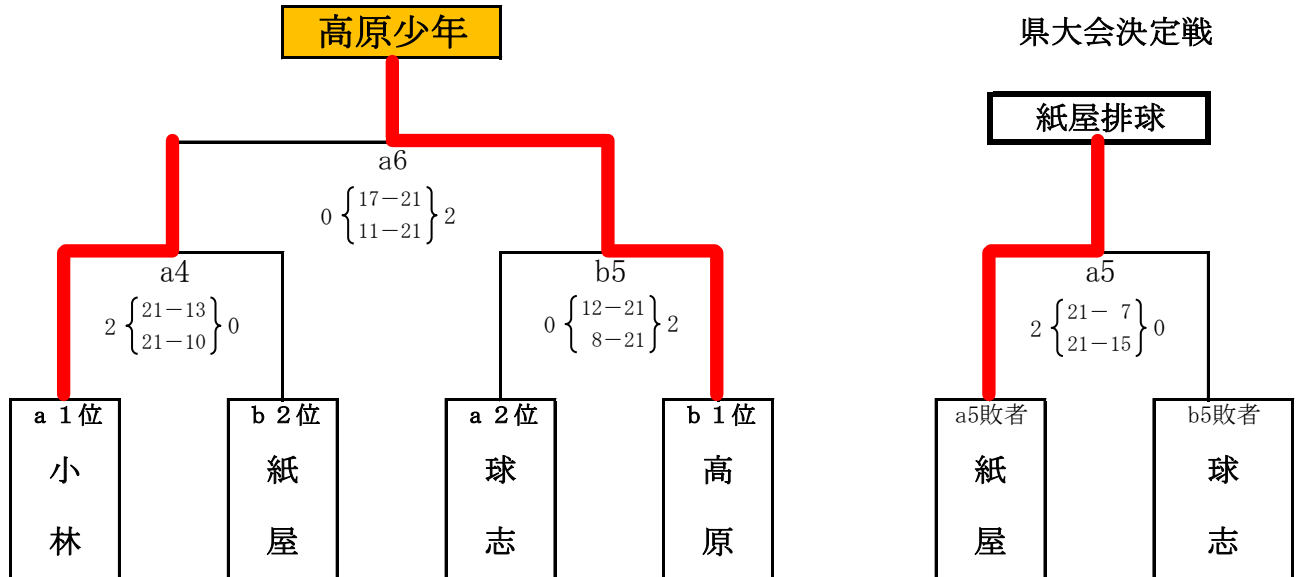 高原少年
県大会決定戦
紙屋排球
a6
0 {17-21 11-21} 2
a4
2 {21-13 21-10} 0
b5
0 {12-21 8-21} 2
a5
2 {21- 7 21-15} 0
a 1位
小林
b 2位
紙屋
a 2位
球志
b 1位
高原
a5敗者
紙屋
b5敗者
球志